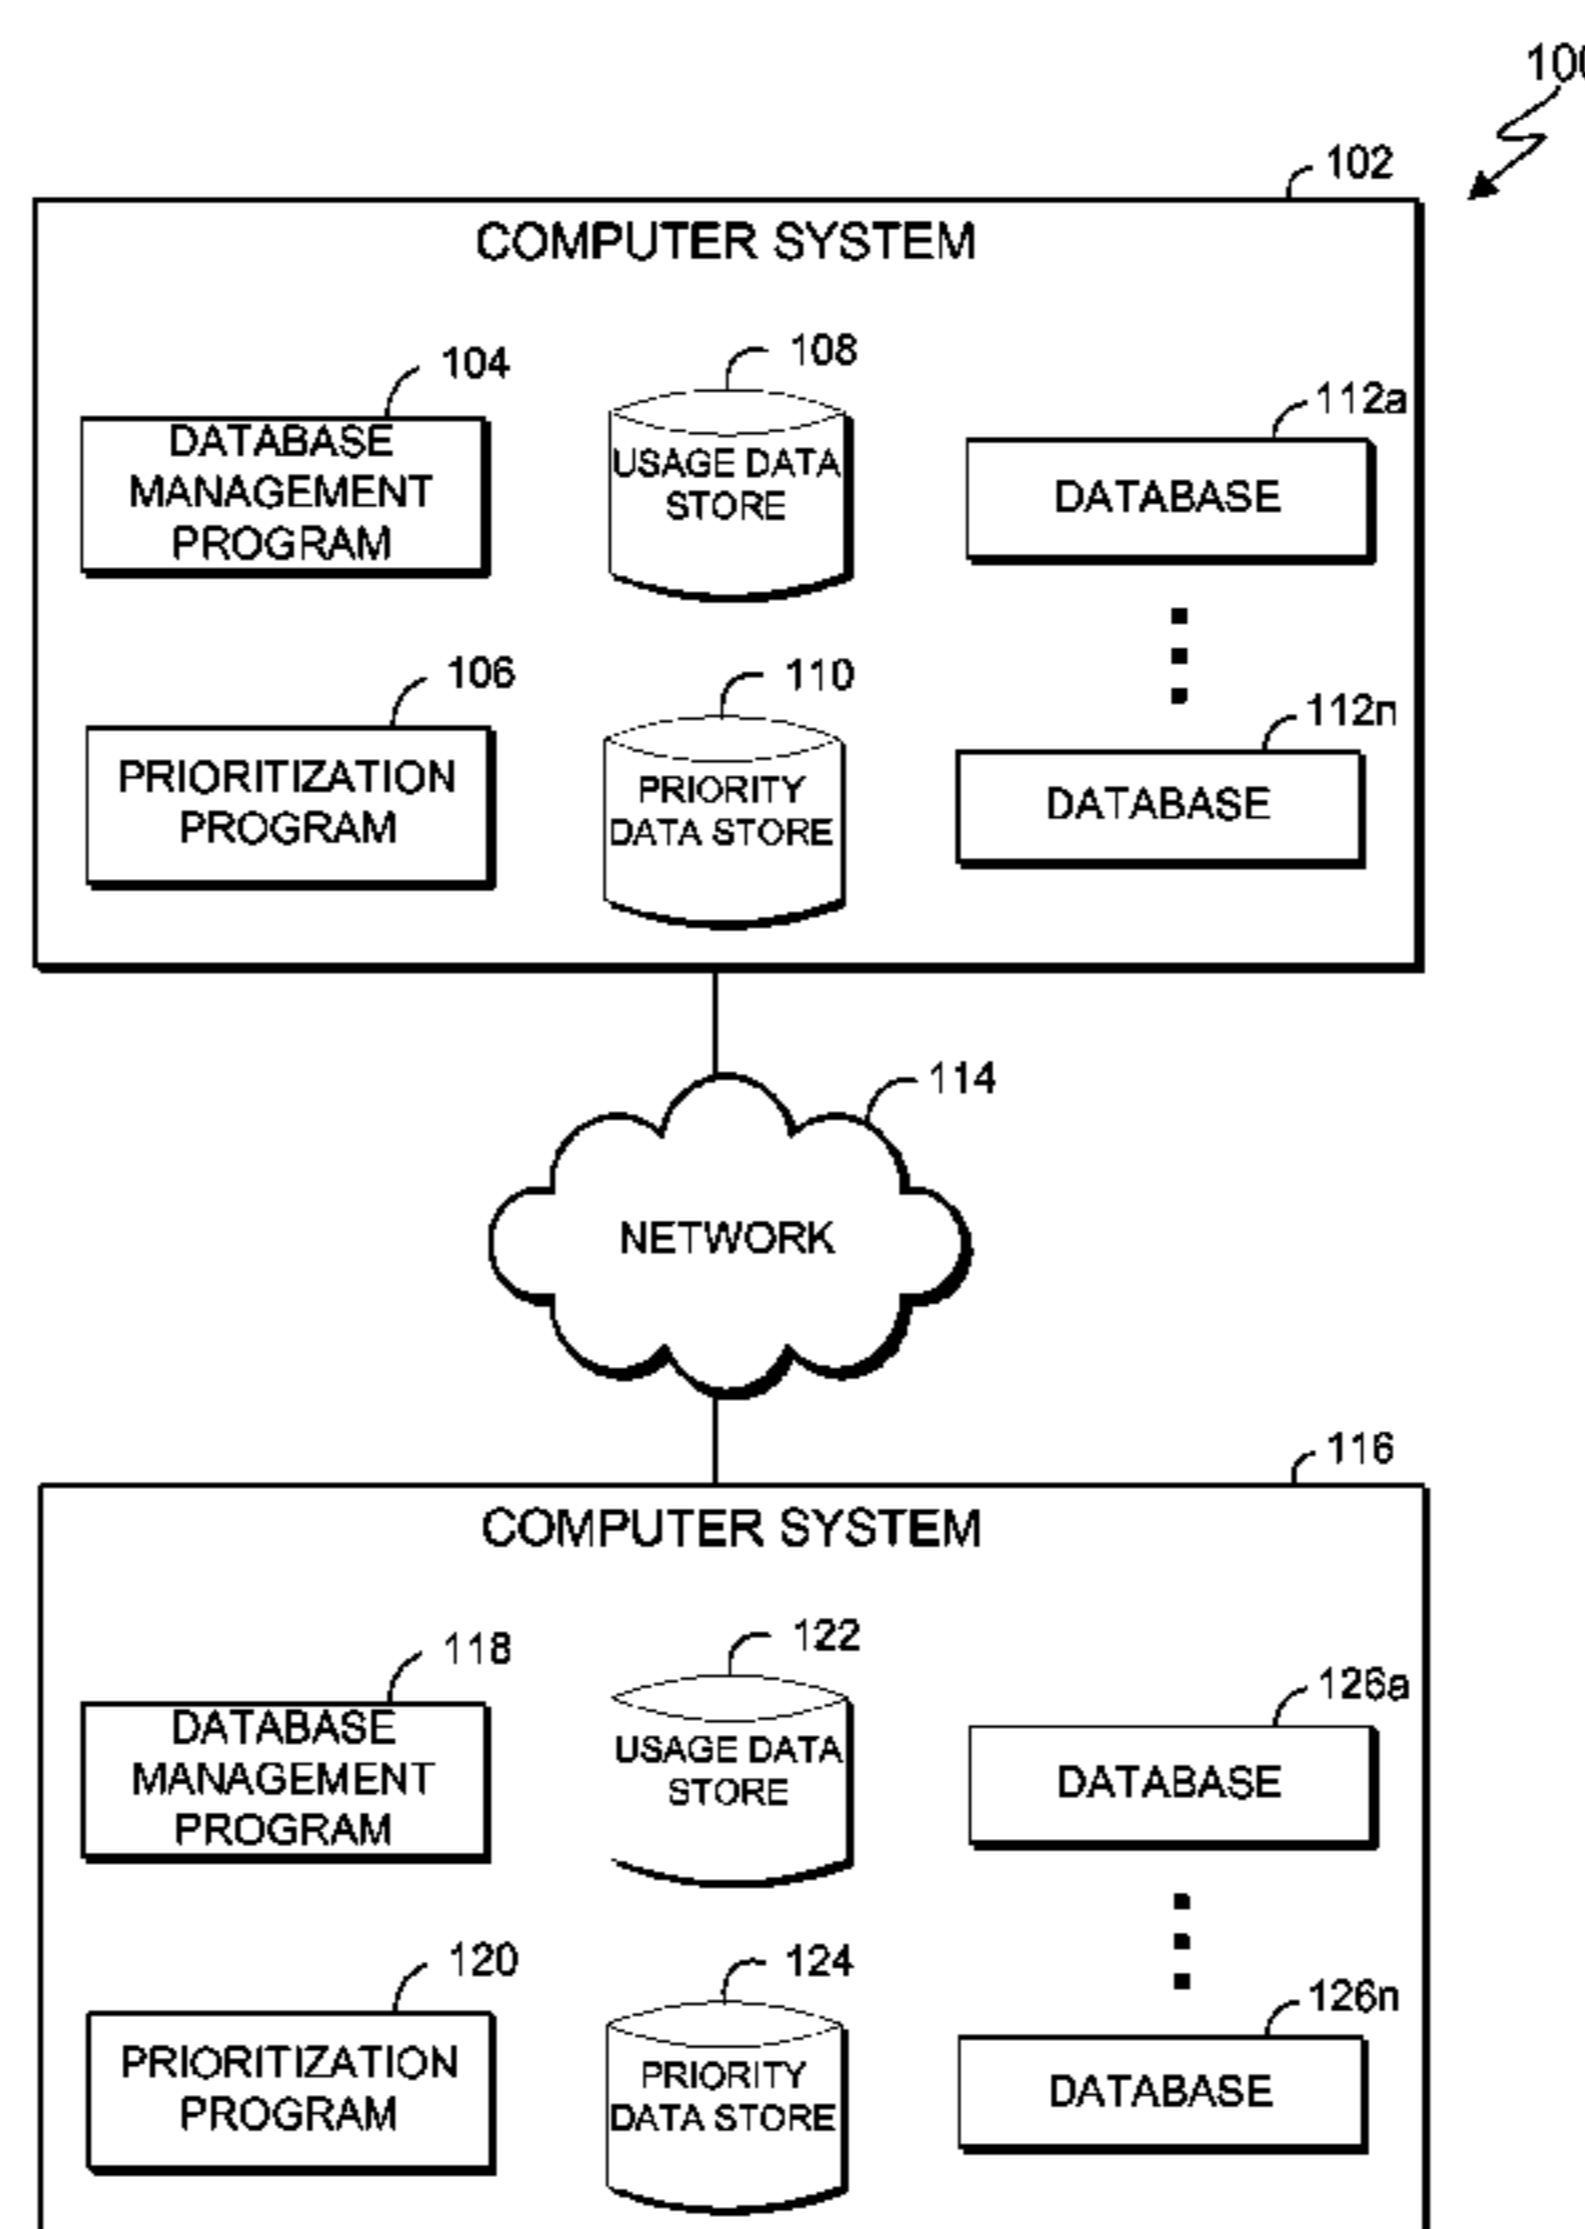 100
102
COMPUTER SYSTEM
104
DATABASE
MANAGEMENT
PROGRAM
108
USAGE DATA
STORE
112a
DATABASE
106
PRIORITIZATION
PROGRAM
110
PRIORITY
DATA STORE
112n
DATABASE
114
NETWORK
116
COMPUTER SYSTEM
118
DATABASE
MANAGEMENT
PROGRAM
122
USAGE DATA
STORE
126a
DATABASE
120
PRIORITIZATION
PROGRAM
124
PRIORITY
DATA STORE
126n
DATABASE